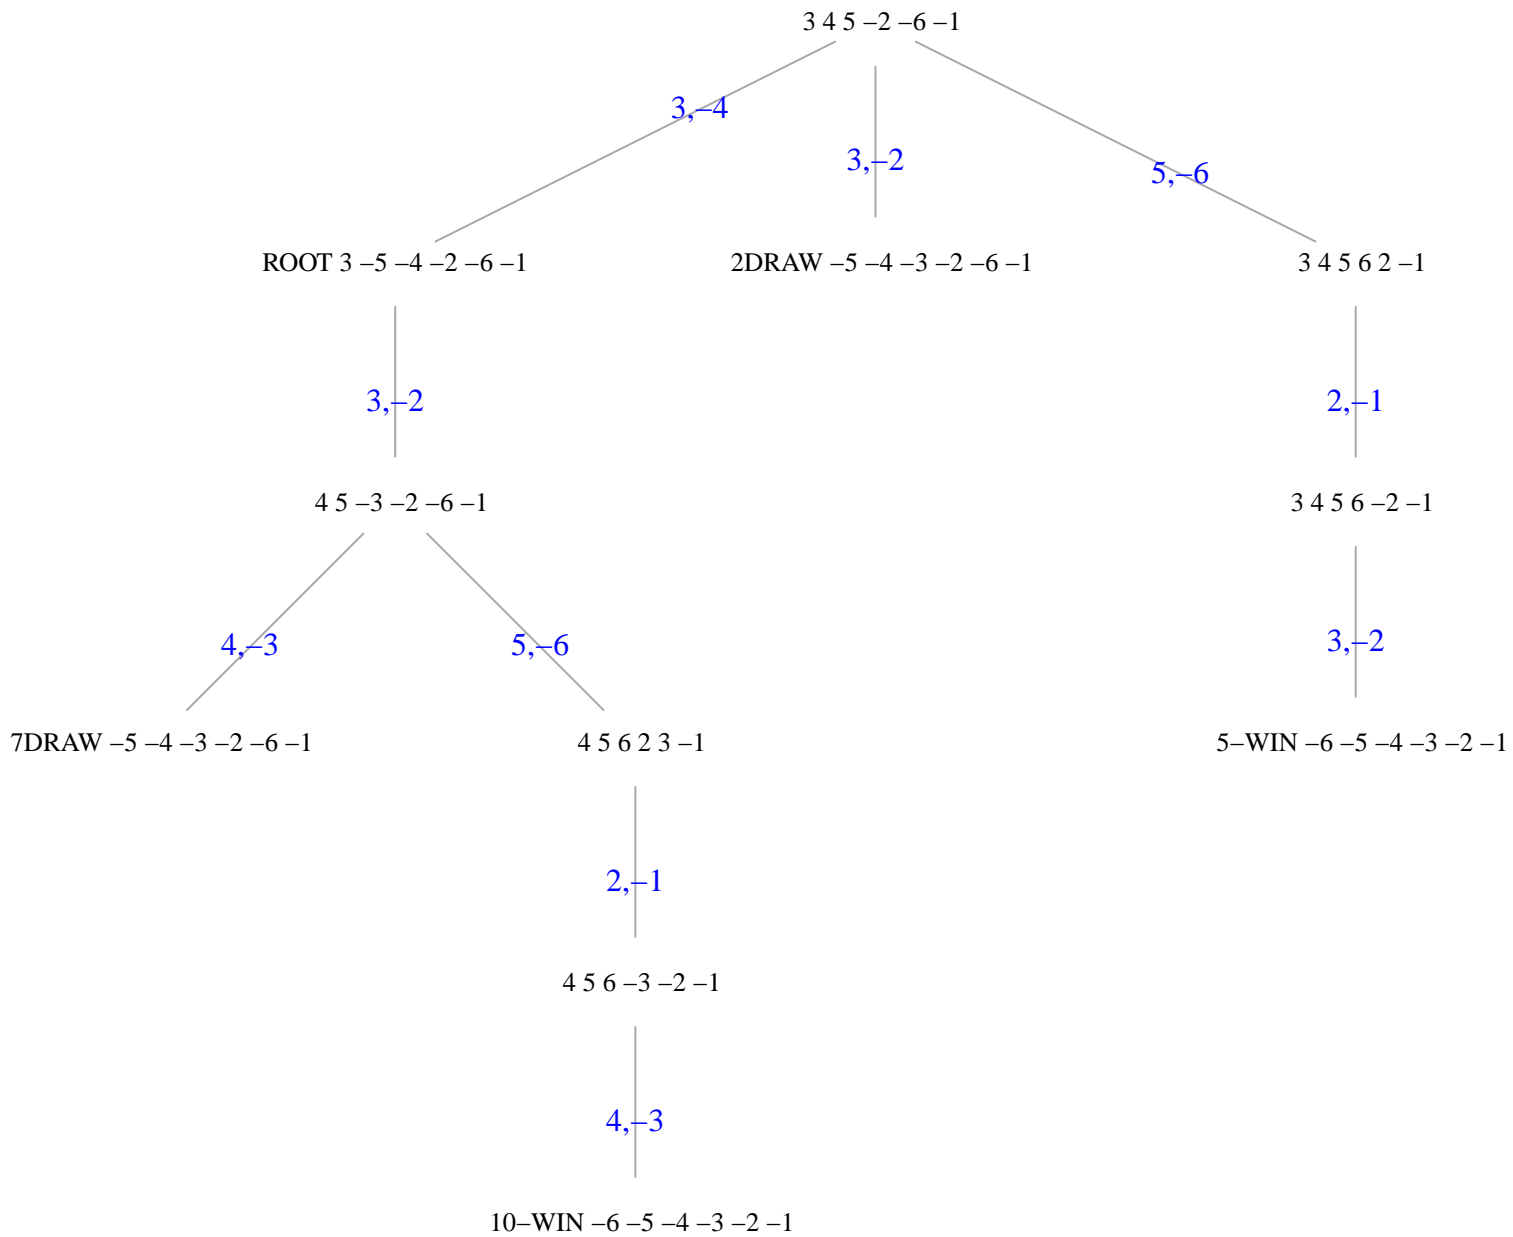 3 4 5 –2 –6 –1
3,–4
3,–2
5,–6
ROOT 3 –5 –4 –2 –6 –1
2DRAW –5 –4 –3 –2 –6 –1
3 4 5 6 2 –1
3,–2
2,–1
4 5 –3 –2 –6 –1
3 4 5 6 –2 –1
4,–3
5,–6
3,–2
7DRAW –5 –4 –3 –2 –6 –1
4 5 6 2 3 –1
5–WIN –6 –5 –4 –3 –2 –1
2,–1
4 5 6 –3 –2 –1
4,–3
10–WIN –6 –5 –4 –3 –2 –1